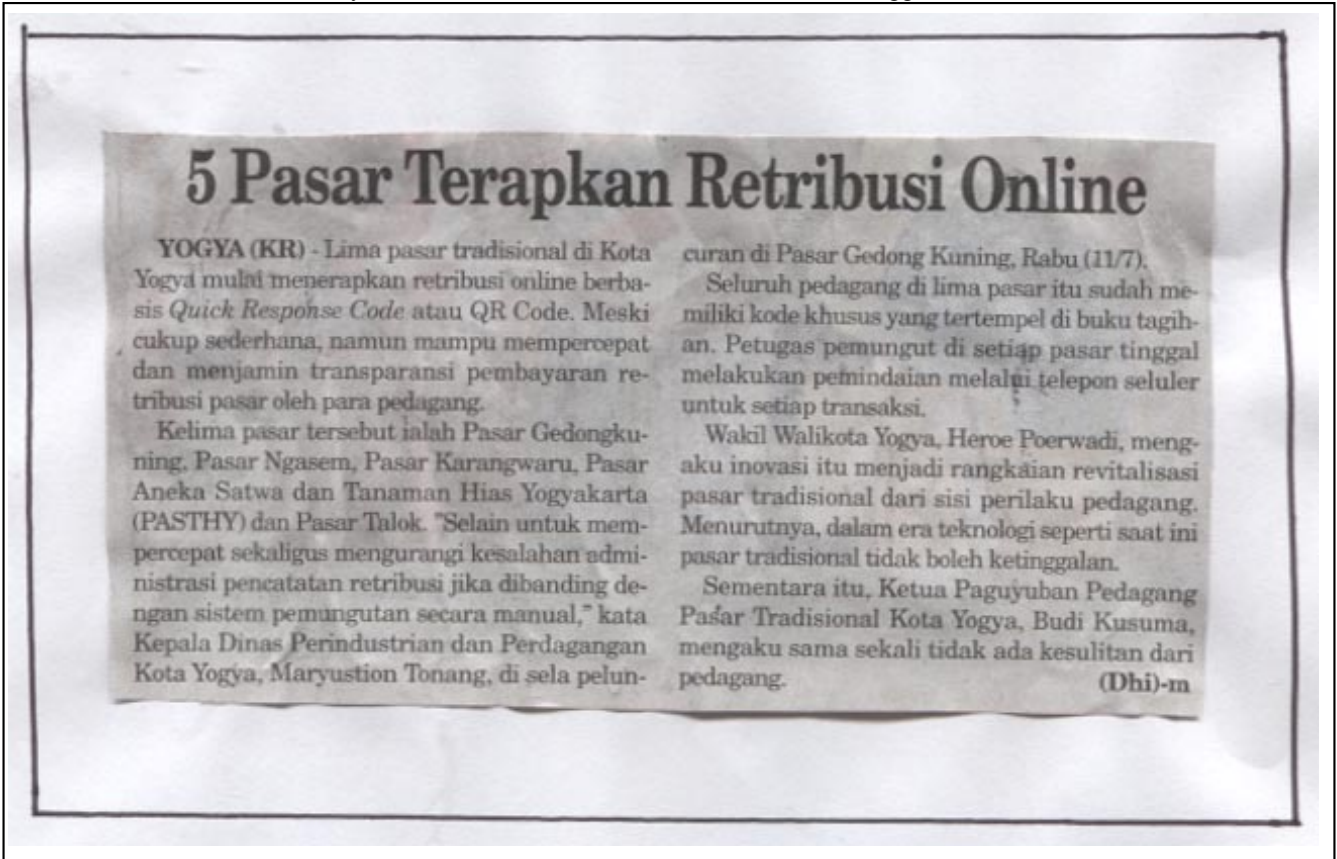 5 Pasar Terapkan Retribusi Online
YOGYA (KR) - Lima pasar tradisional di Kota
Yogya mulai menerapkan retribusi online berba-
sis Quick Response Code atau QR Code. Meski
cukup sederhana, namun mampu mempercepat
dan menjamin transparansi pembayaran re-
tribusi pasar oleh para pedagang.
Kelima pasar tersebut ialah Pasar Gedongku-
ning, Pasar Ngasem, Pasar Karangwaru, Pasar
Aneka Satwa dan Tanaman Hias Yogyakarta
(PASTHY) dan Pasar Talok. "Selain untuk mem-
percepat sekaligus mengurangi kesalahan admi-
nistrasi pencatatan retribusi jika dibanding de-
ngan sistem pemungutan secara manual," kata
Kepala Dinas Perindustrian dan Perdagangan
Kota Yogya, Maryustion Tonang, di sela pelun-
curan di Pasar Gedong Kuning, Rabu (11/7).
Seluruh pedagang di lima pasar itu sudah me-
miliki kode khusus yang tertempel di buku tagih-
an. Petugas pemungut di setiap pasar tinggal
melakukan pemindaian melalui telepon seluler
untuk setiap transaksi.
Wakil Walikota Yogya, Heroe Poerwadi, meng-
aku inovasi itu menjadi rangkaian revitalisasi
pasar tradisional dari sisi perilaku pedagang.
Menurutnya, dalam era teknologi seperti saat ini
pasar tradisional tidak boleh ketinggalan.
Sementara itu, Ketua Paguyuban Pedagang
Pasar Tradisional Kota Yogya, Budi Kusuma,
mengaku sama sekali tidak ada kesulitan dari
pedagang. (Dhi)-m